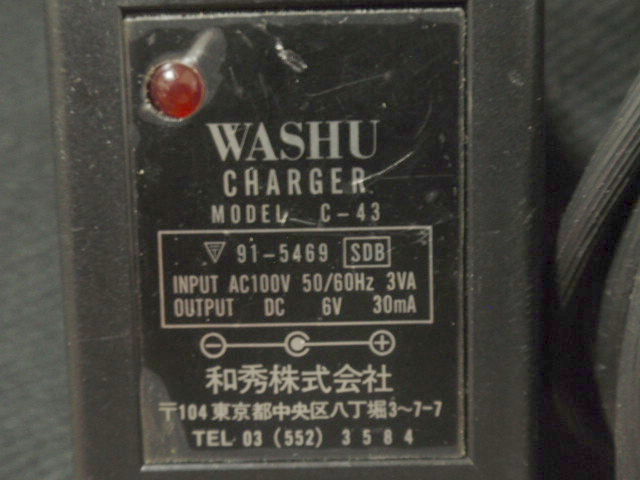 WASHU
CHARGER
MODEL C-43
91-5469 SDB
INPUT AC100V 50/60Hz 3VA
OUTPUT DC 6V 30mA
和秀株式会社
〒104 東京都中央区八丁堀3~7-7
TEL 03 (552) 3584